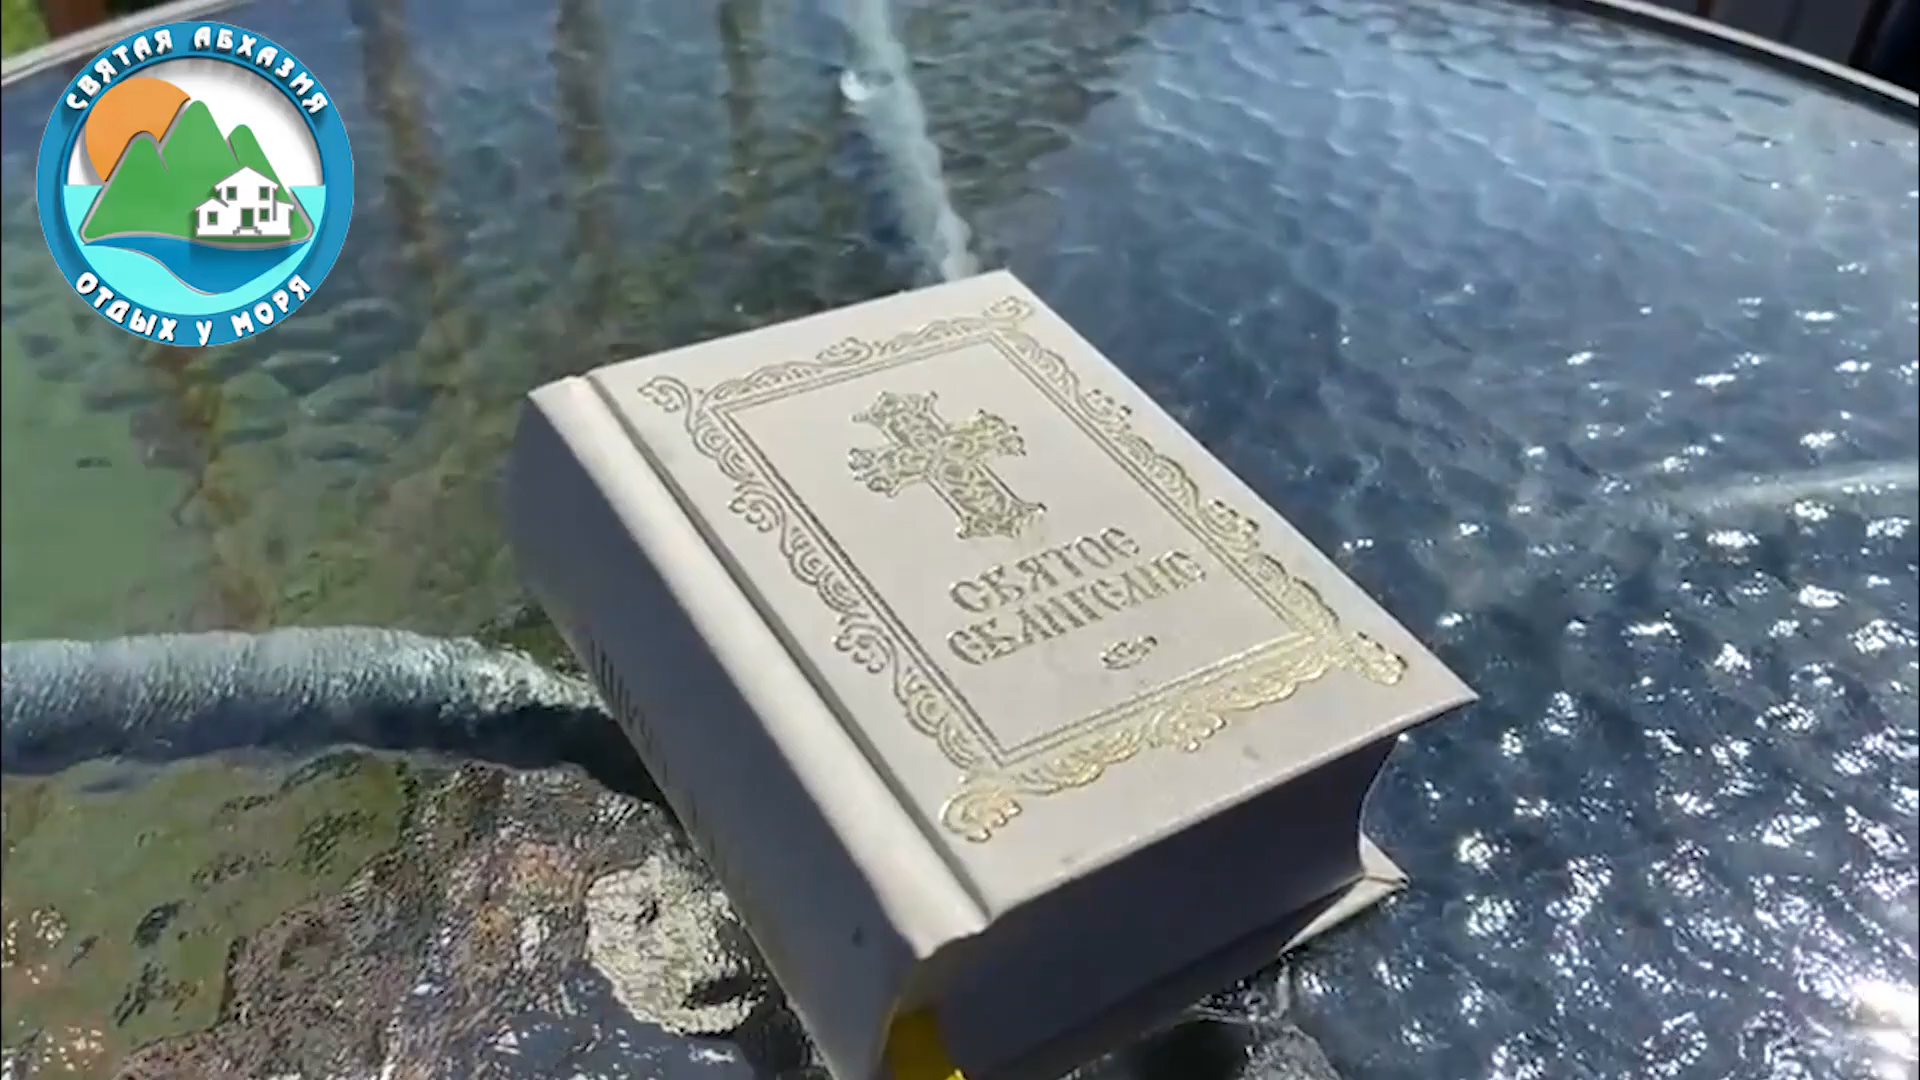 СВЯТАЯ АБХАЗИЯ
ОТДЫХ У МОРЯ
СВЯТОЕ
ЕВАНГЕЛИЕ